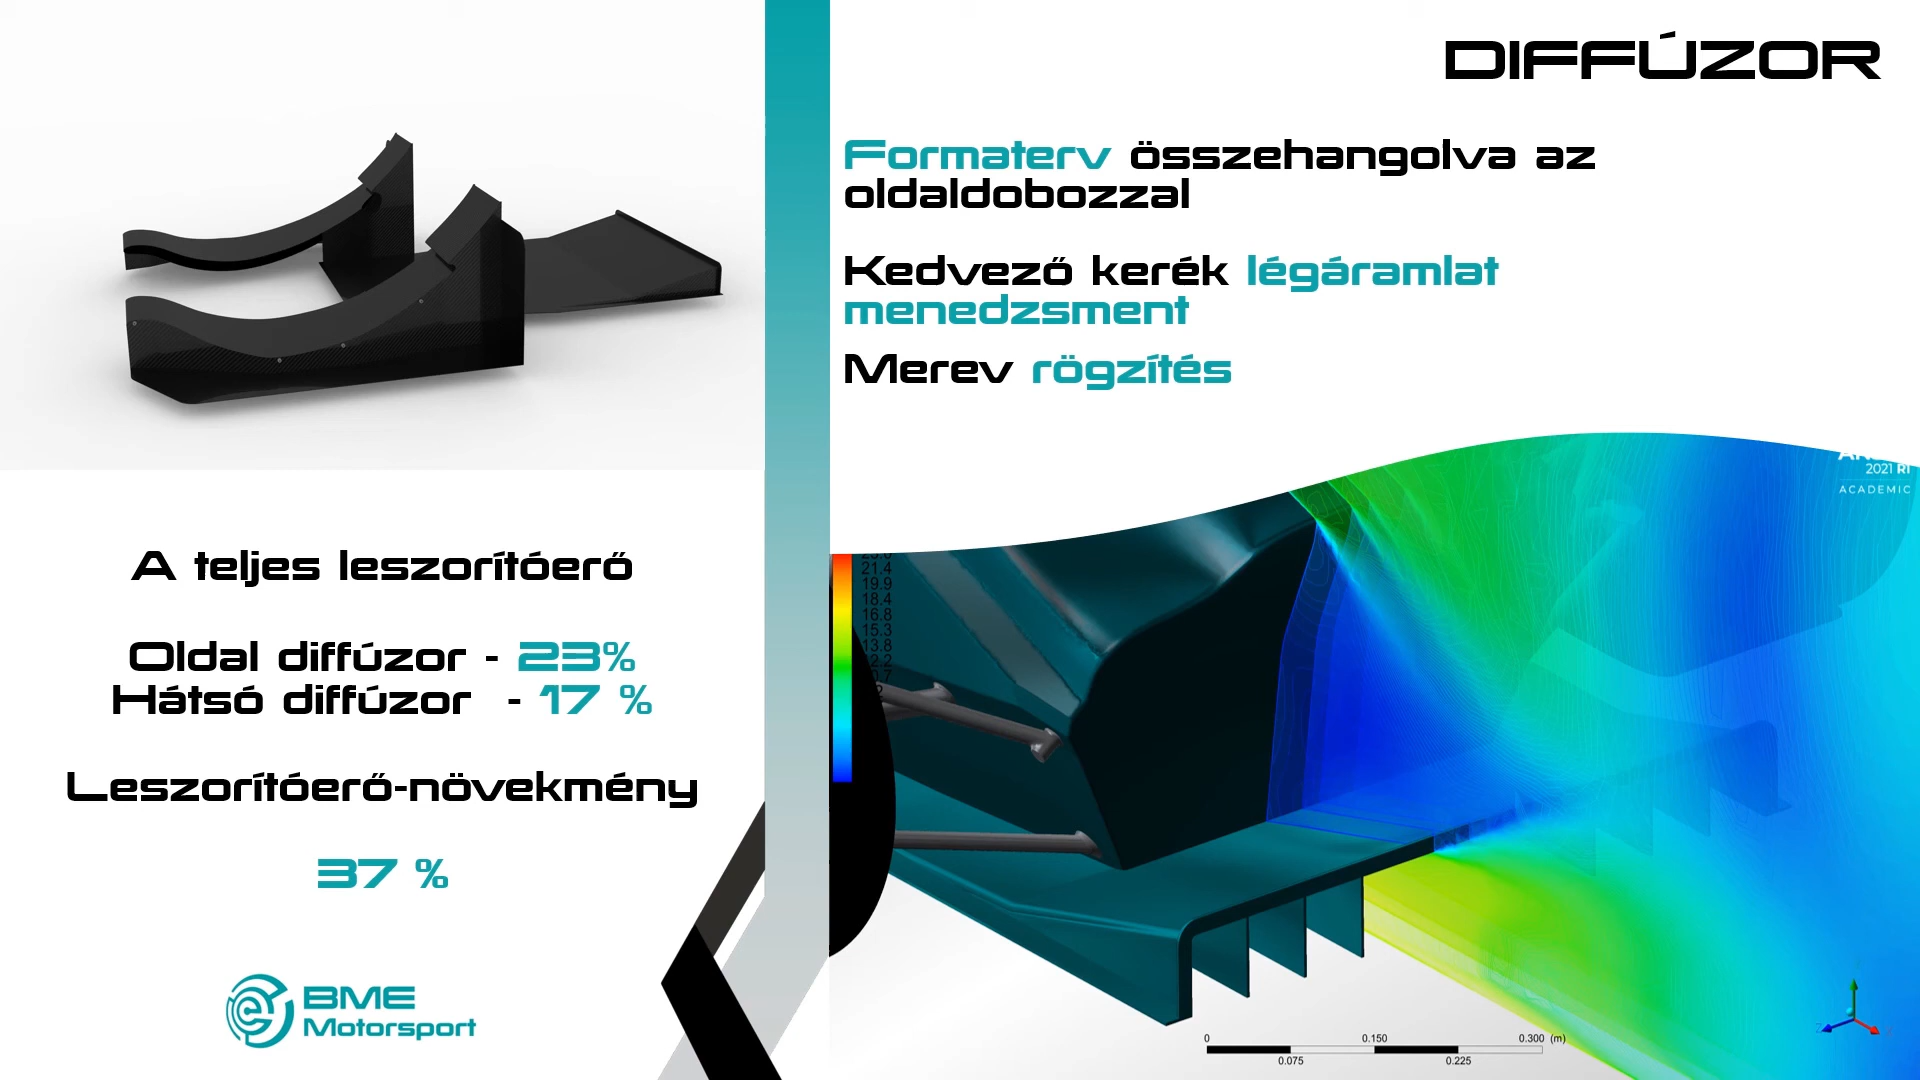 DIFFÚZOR
Formaterv összehangolva az
oldaldobozzal
Kedvező kerék légáramlat
menedzsment
Merev rögzítés
A teljes leszorítóerő
Oldal diffúzor - 23%
Hátsó diffúzor - 17 %
Leszorítóerő-növekmény
37 %
BME
Motorsport
2021 R1
ACADEMIC
21.4
19.9
18.4
16.8
15.3
13.8
0 0.150 0.300 (m)
0.075 0.225